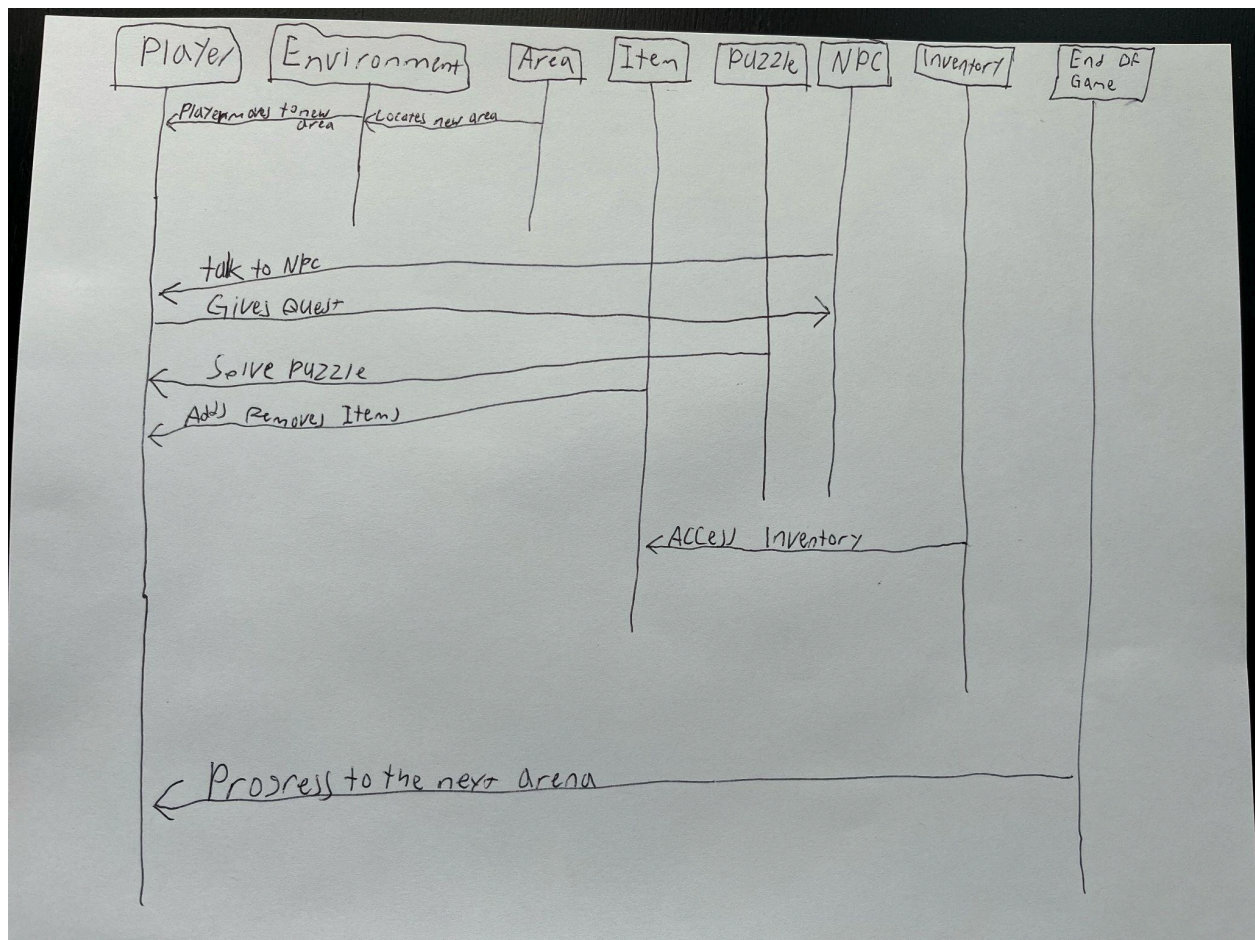 Player
Environment
Area
Item
Puzzle
NPC
Inventory
End Of
Game
Player moves to new
area
Locates new area
talk to NPC
Gives Quest
Solve Puzzle
Adds Removes Items
Access Inventory
Progress to the next arena